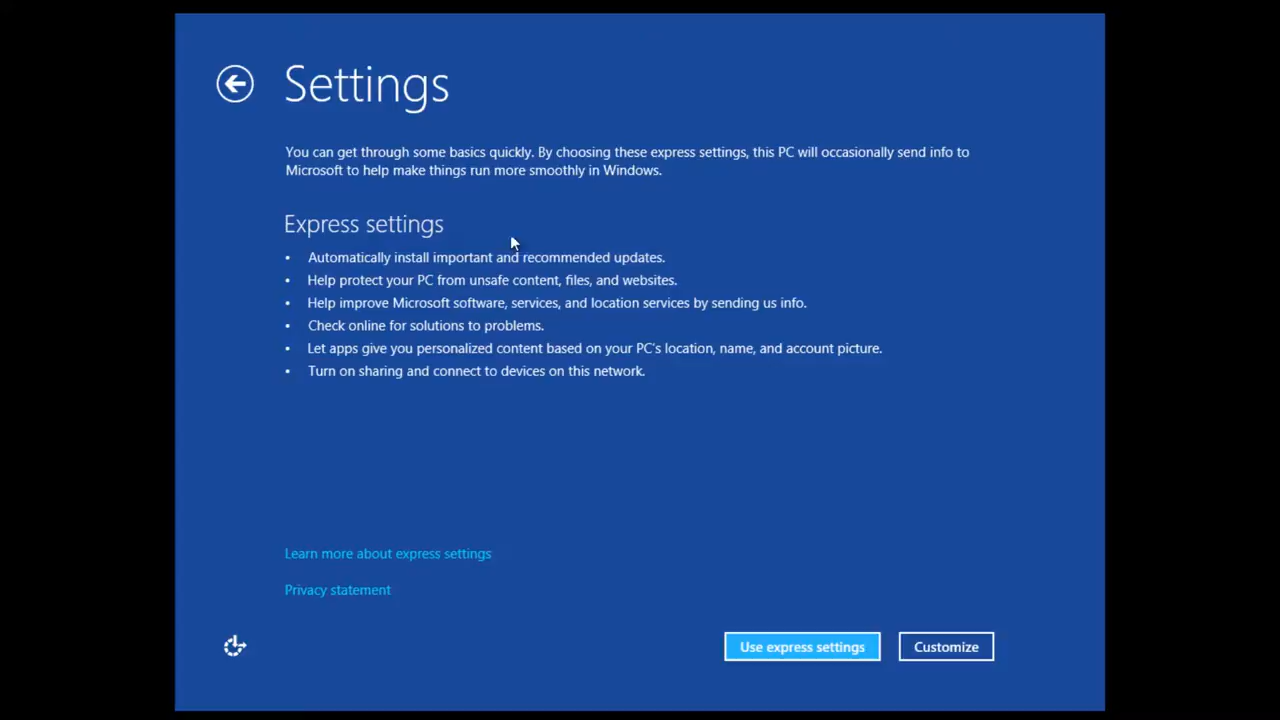 Settings
You can get through some basics quickly. By choosing these express settings, this PC will occasionally send info to
Microsoft to help make things run more smoothly in Windows.
Express settings
• Automatically install important and recommended updates.
• Help protect your PC from unsafe content, files, and websites.
• Help improve Microsoft software, services, and location services by sending us info.
• Check online for solutions to problems.
• Let apps give you personalized content based on your PC's location, name, and account picture.
• Turn on sharing and connect to devices on this network.
Learn more about express settings
Privacy statement
Use express settings
Customize